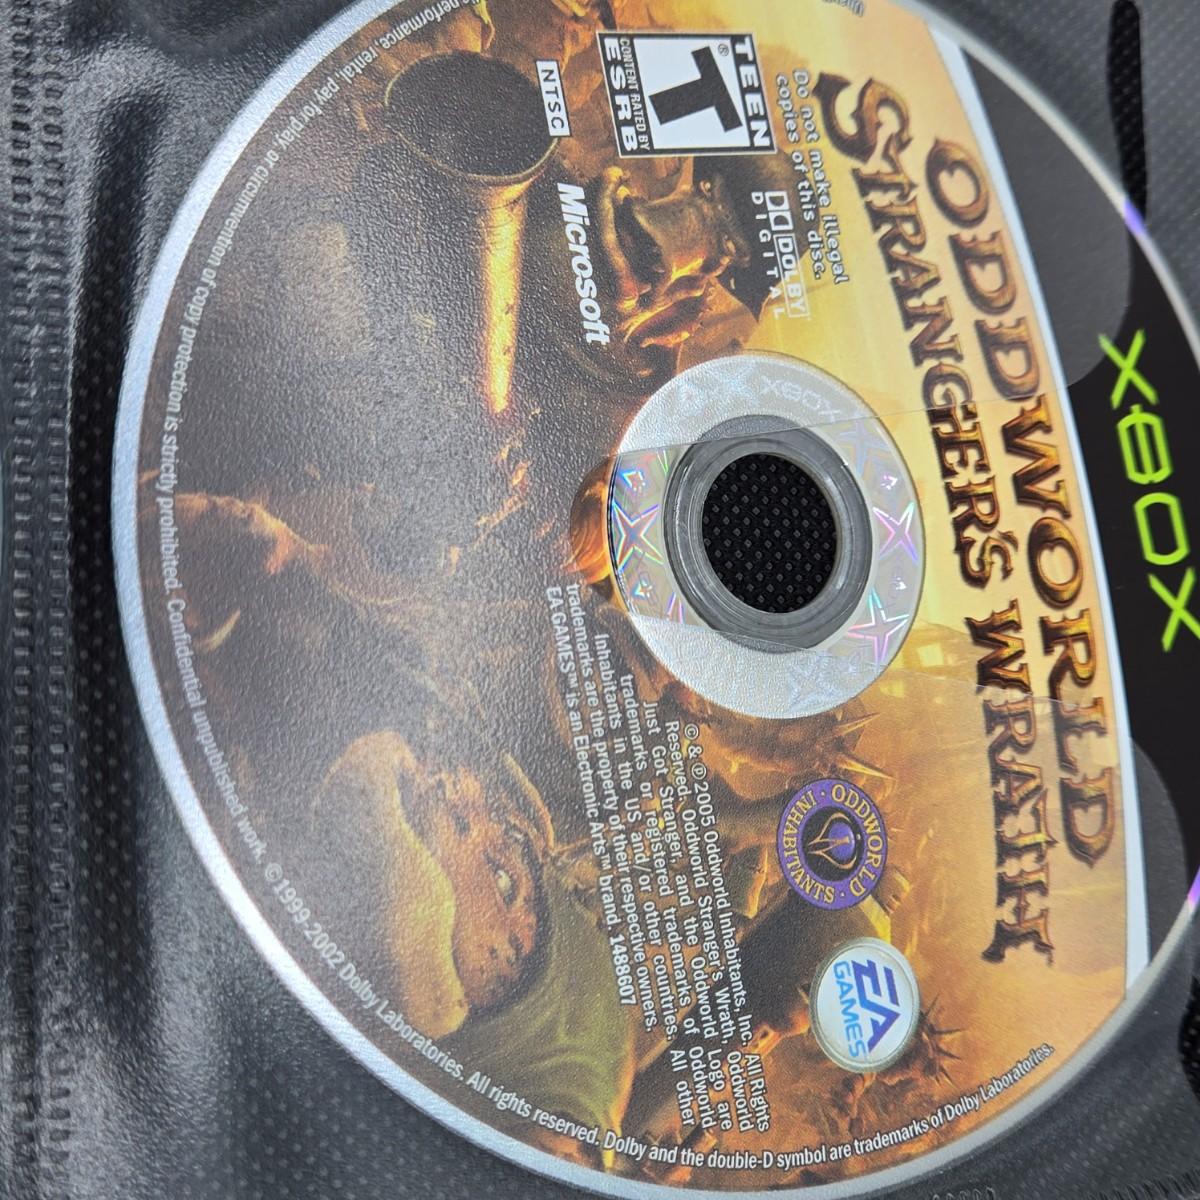 XBOX
ODDWORLD
STRANGER'S WRATH
Do not make illegal
copies of this disc.
DOLBY
DIGITAL
TEEN
T
®
CONTENT RATED BY
ESRB
NTSC
Microsoft
XBOX
ODDWORLD
INHABITANTS
EA
GAMES
© & ℗ 2005 Oddworld Inhabitants, Inc. All Rights
Reserved. Oddworld Stranger's Wrath, Oddworld
Just Got Stranger, and the Oddworld Logo are
trademarks or registered trademarks of Oddworld
Inhabitants in the US and/or other countries. All other
trademarks are the property of their respective owners.
EA GAMES™ is an Electronic Arts™ brand. 1488607
performance, rental, pay for play, or circumvention of copy protection is strictly prohibited. Confidential unpublished work. ©1999-2002 Dolby Laboratories. All rights reserved. Dolby and the double-D symbol are trademarks of Dolby Laboratories.